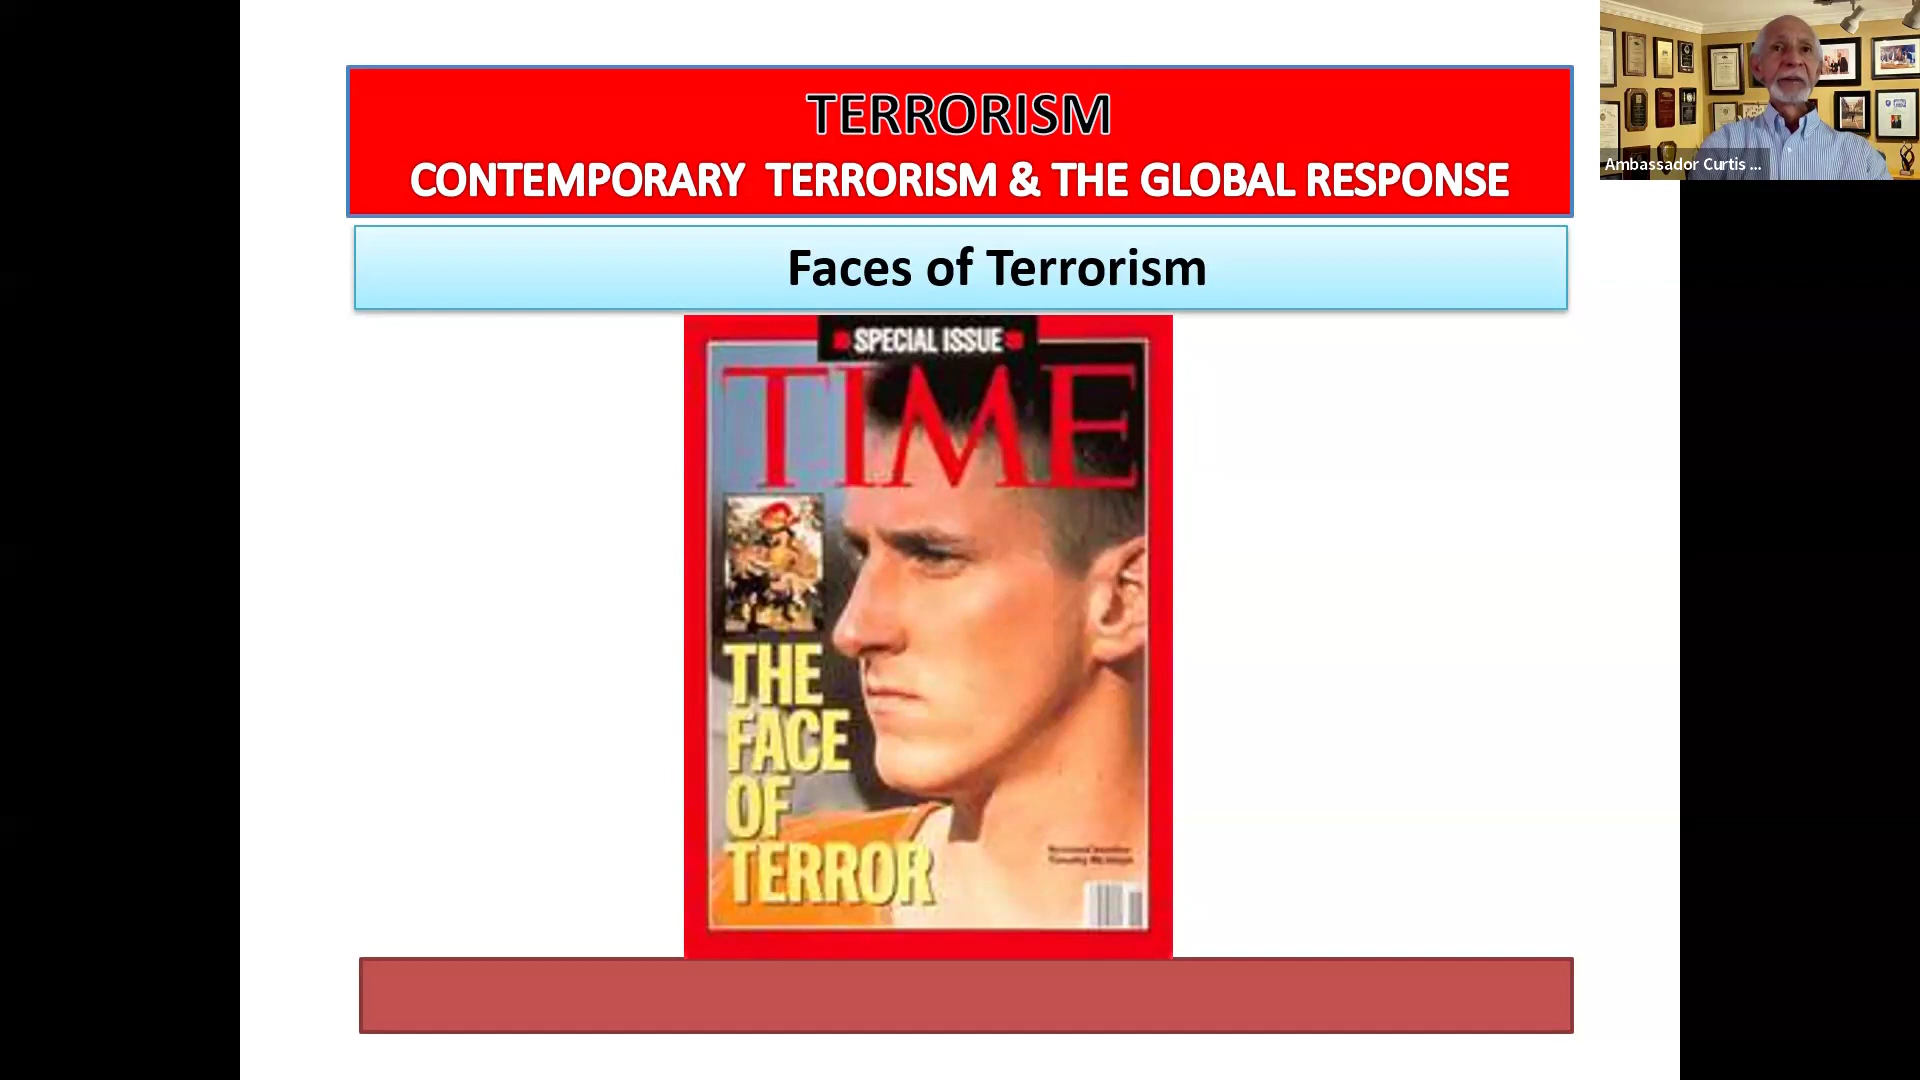 TERRORISM
CONTEMPORARY TERRORISM & THE GLOBAL RESPONSE
Ambassador Curtis ...
Faces of Terrorism
SPECIAL ISSUE
TIME
THE
FACE
OF
TERROR